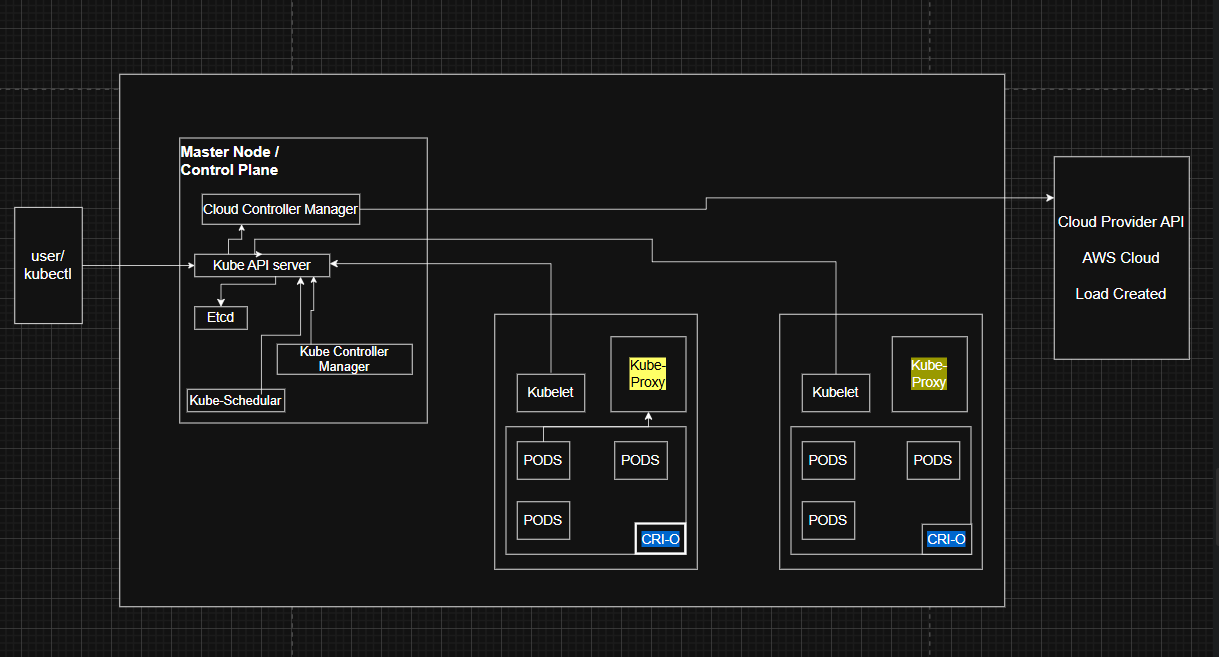 Master Node /
Control Plane
Cloud Controller Manager
user/
kubectl
Kube API server
Etcd
Kube Controller
Manager
Kube-Schedular
Kubelet
Kube-
Proxy
PODS
PODS
PODS
CRI-O
Kubelet
Kube-
Proxy
PODS
PODS
PODS
CRI-O
Cloud Provider API
AWS Cloud
Load Created